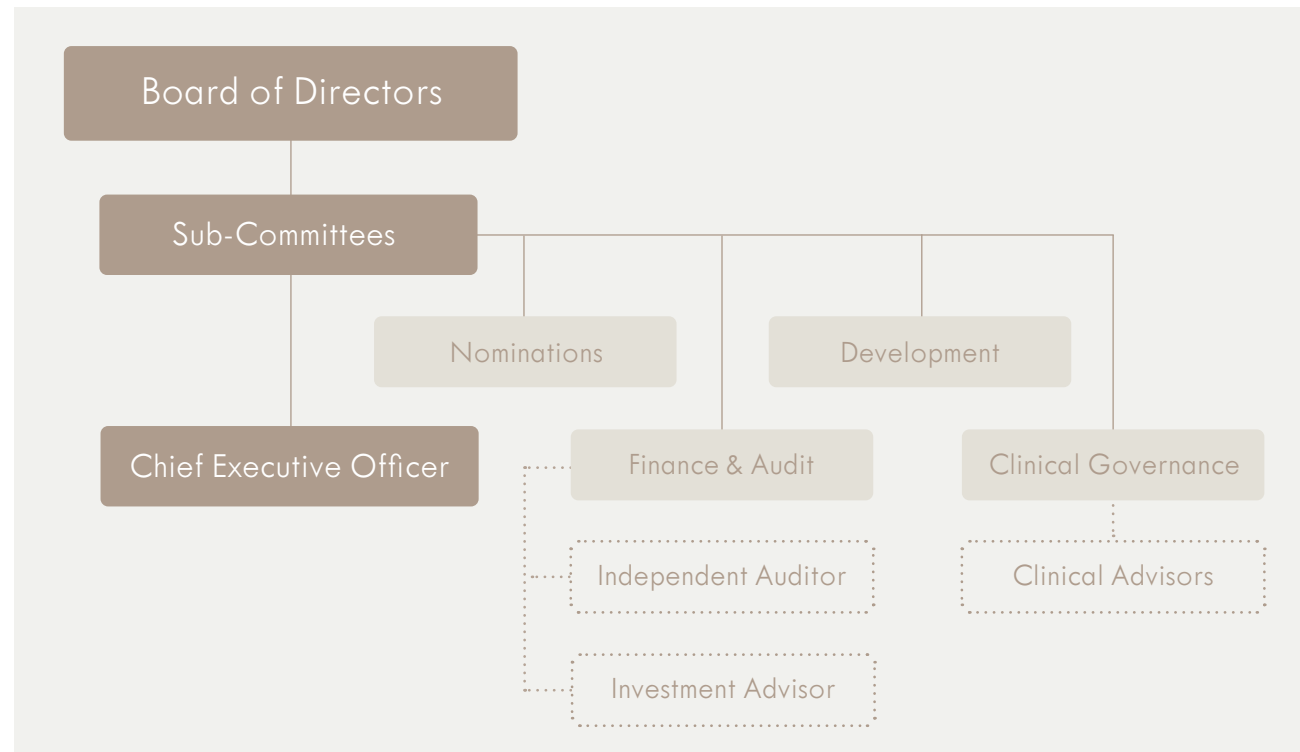 Board of Directors
Sub-Committees
Nominations
Development
Chief Executive Officer
Finance & Audit
Clinical Governance
Independent Auditor
Clinical Advisors
Investment Advisor